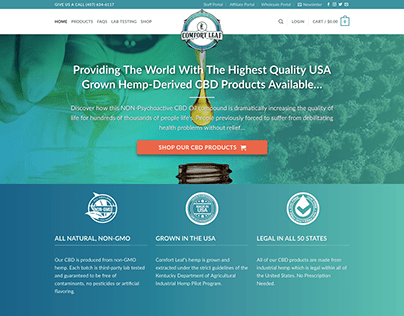 GIVE US A CALL (407) 634-6127
Staff Portal
Affiliate Portal
Wholesale Portal
Newsletter
HOME PRODUCTS FAQS LAB TESTING SHOP
COMFORT LEAF
LOGIN
CART / $0.00
0
Providing The World With The Highest Quality USA
Grown Hemp-Derived CBD Products Available...
Discover how this NON-Psychoactive CBD Oil compound is dramatically increasing the quality of
life for hundreds of thousands of people life's. People previously forced to suffer from debilitating
health problems without relief...
SHOP OUR CBD PRODUCTS
NON-GMO
MADE IN
USA
ALL NATURAL, NON-GMO
Our CBD is produced from non-GMO
hemp. Each batch is third-party lab tested
and guaranteed to be free of
contaminants, no pesticides or artificial
flavoring.
GROWN IN THE USA
Comfort Leaf's hemp is grown and
extracted under the strict guidelines of the
Kentucky Department of Agricultural
Industrial Hemp Pilot Program.
LEGAL IN ALL 50 STATES
All of our CBD products are made from
industrial hemp which is legal within all of
the United States. No Prescription
Needed.